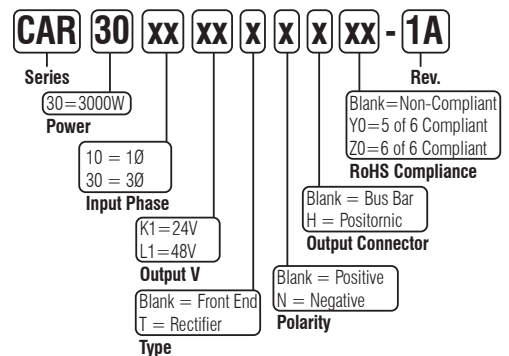 CAR 30 xx xx x x x xx - 1A
Series
Rev.
30=3000W
Power
Blank=Non-Compliant
Y0=5 of 6 Compliant
Z0=6 of 6 Compliant
RoHS Compliance
10 = 1Ø
30 = 3Ø
Input Phase
Blank = Bus Bar
H = Positornic
Output Connector
K1=24V
L1=48V
Output V
Blank = Positive
N = Negative
Polarity
Blank = Front End
T = Rectifier
Type